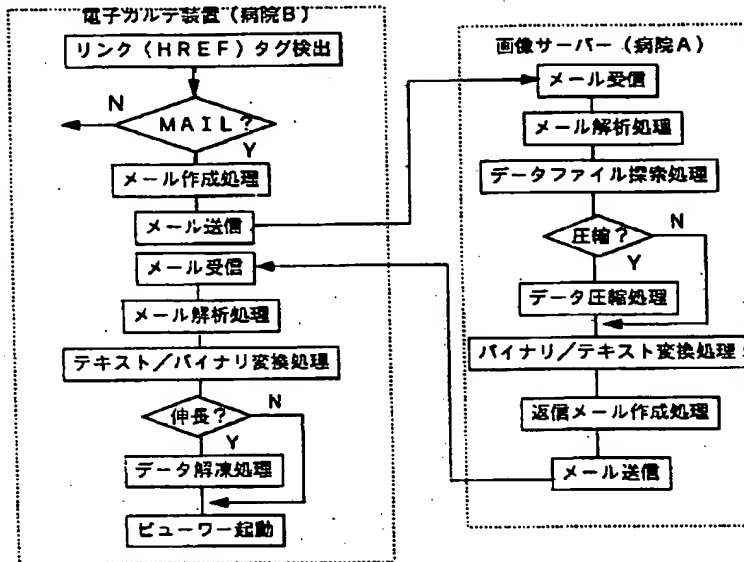 電子カルテ装置（病院B）
リンク（HREF）タグ検出
N
MAIL？
Y
メール作成処理
メール送信
メール受信
メール解析処理
テキスト／バイナリ変換処理
伸長？
N
Y
データ解凍処理
ビューワー起動
画像サーバー（病院A）
メール受信
メール解析処理
データファイル探索処理
圧縮？
N
Y
データ圧縮処理
バイナリ／テキスト変換処理
返信メール作成処理
メール送信